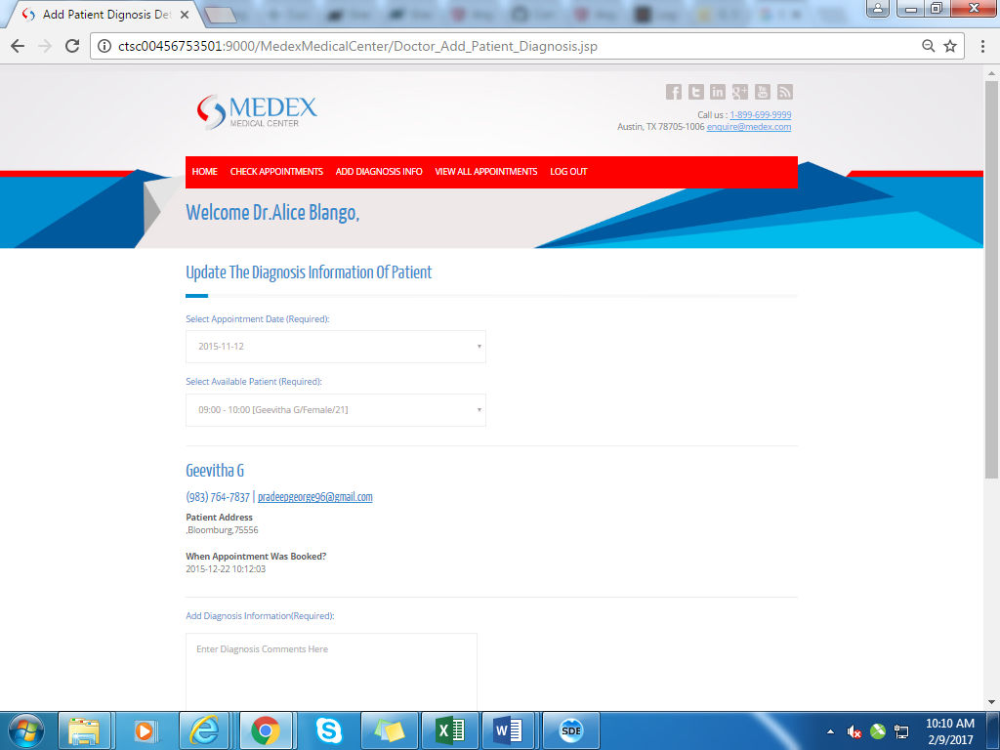 Add Patient Dignosis Det
ctsc00456753501:9000/MedexMedicalCenter/Doctor_Add_Patient_Diagnosis.jsp
MEDEX
MEDICAL CENTER
Call us : 1-899-699-9999
Austin, TX 78705-1006 enquire@medex.com
HOME CHECK APPOINTMENTS ADD DIAGNOSIS INFO VIEW ALL APPOINTMENTS LOG OUT
Welcome Dr.Alice Blango,
Update The Diagnosis Information Of Patient
Select Appointment Date (Required):
2015-11-12
Select Available Patient (Required):
09:00 - 10:00 [Geevitha G/Female/21]
Geevitha G
(983) 764-7837 | pradeepgeorge96@gmail.com
Patient Address
,Bloomburg,75556
When Appointment Was Booked?
2015-12-22 10:12:03
Add Diagnosis Information(Required):
Enter Diagnosis Comments Here
SDE
10:10 AM
2/9/2017